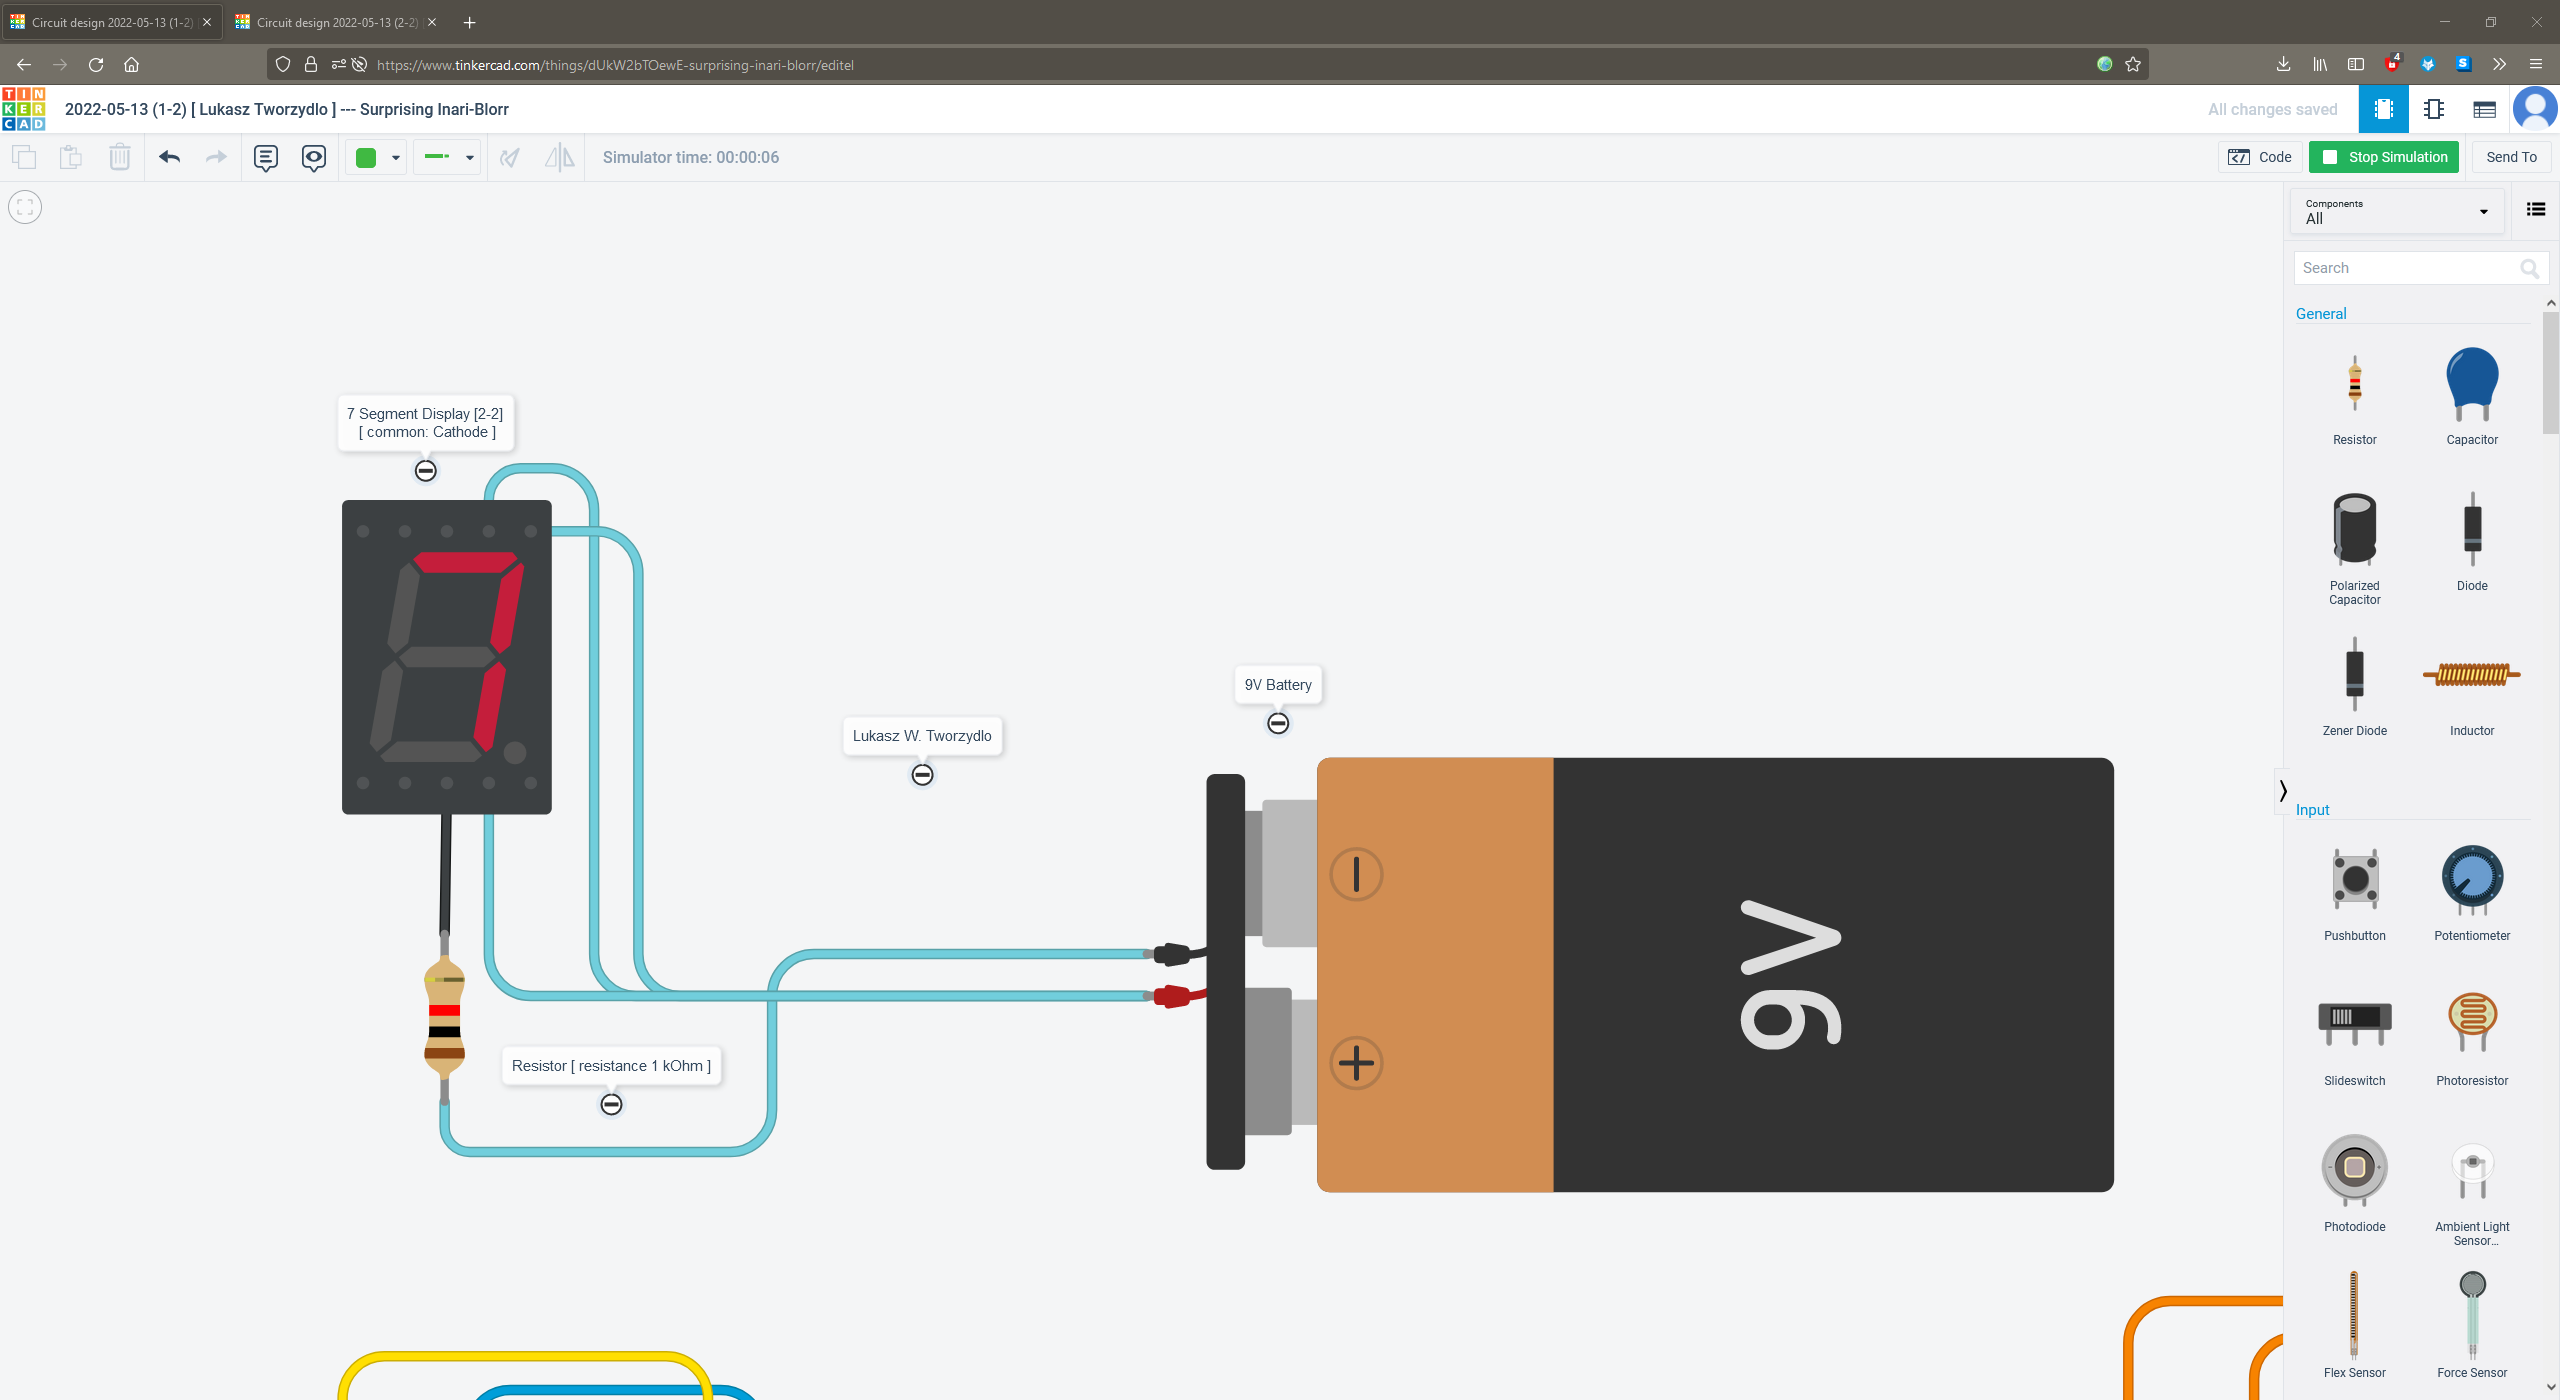 Circuit design 2022-05-13 (1-2)
Circuit design 2022-05-13 (2-2)
https://www.tinkercad.com/things/dUkW2bTOewE-surprising-inari-blorr/editel
4
S
TIN
KER
CAD
2022-05-13 (1-2) [ Lukasz Tworzydlo ] --- Surprising Inari-Blorr
All changes saved
Simulator time: 00:00:06
Code
Stop Simulation
Send To
Components
All
Search
General
Resistor
Capacitor
Polarized
Capacitor
Diode
Zener Diode
Inductor
Input
Pushbutton
Potentiometer
Slideswitch
Photoresistor
Photodiode
Ambient Light
Sensor...
Flex Sensor
Force Sensor
7 Segment Display [2-2]
[ common: Cathode ]
7
Lukasz W. Tworzydlo
9V Battery
9V
Resistor [ resistance 1 kOhm ]